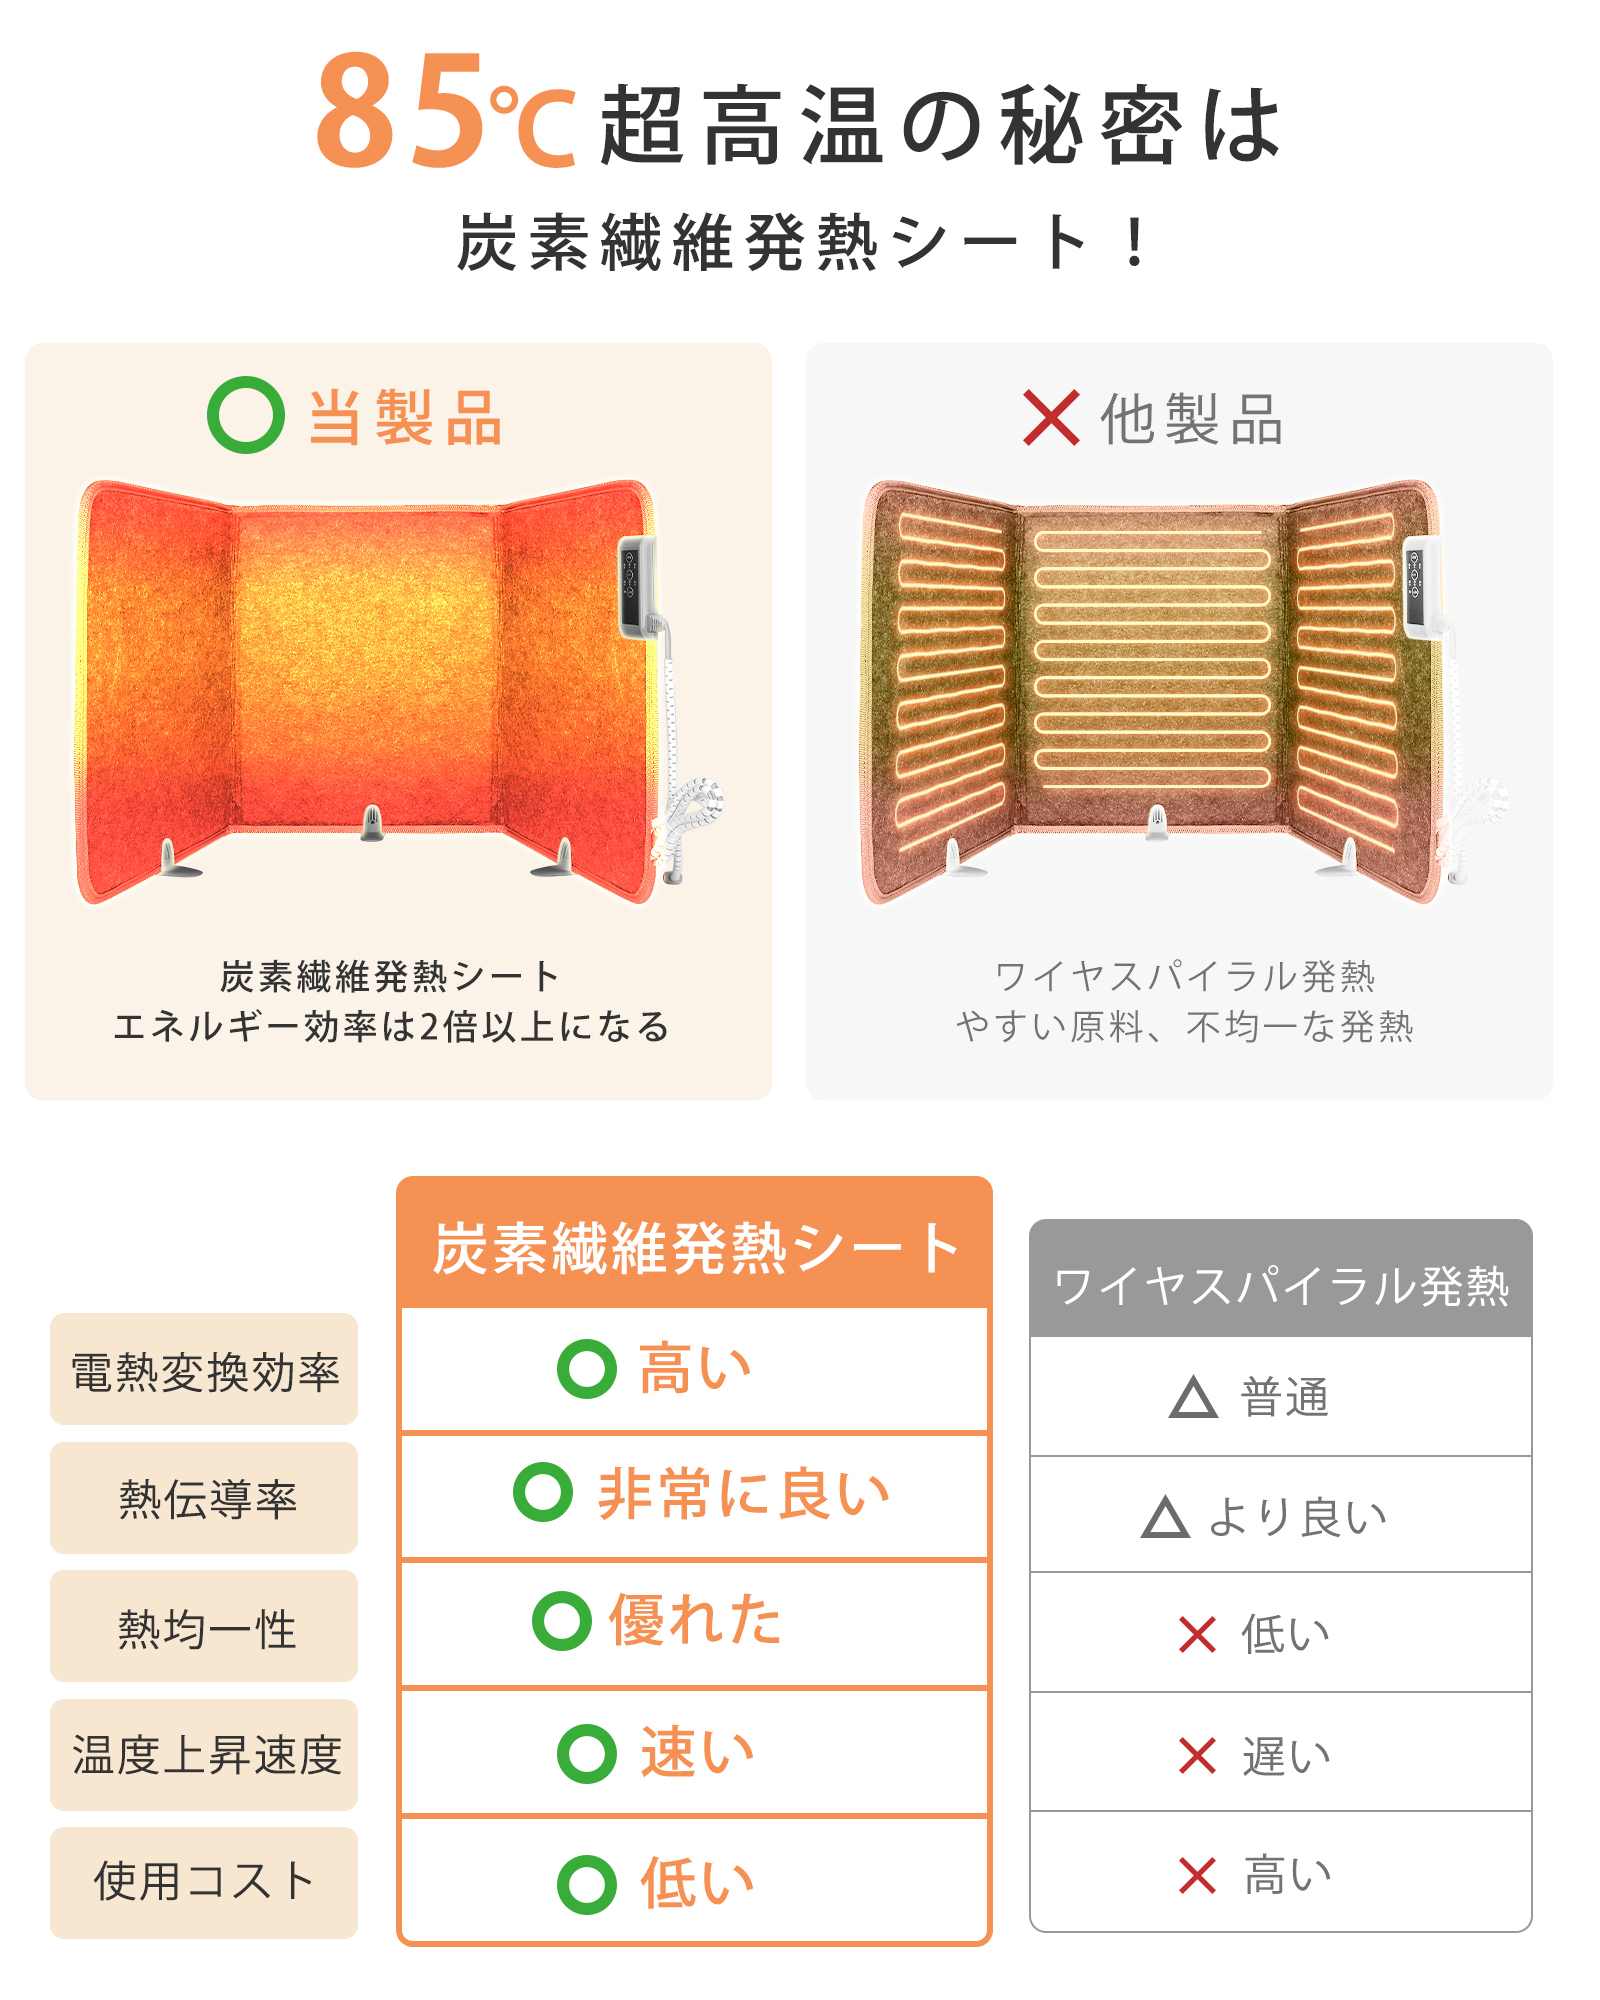 85℃超高温の秘密は
炭素繊維発熱シート！
当製品
他製品
炭素繊維発熱シート
エネルギー効率は2倍以上になる
ワイヤスパイラル発熱
やすい原料、不均一な発熱
炭素繊維発熱シート
ワイヤスパイラル発熱
電熱変換効率
高い
普通
熱伝導率
非常に良い
より良い
熱均一性
優れた
低い
温度上昇速度
速い
遅い
使用コスト
低い
高い